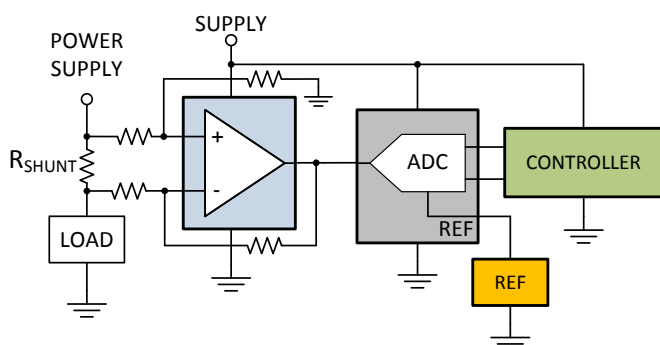 SUPPLY
POWER
SUPPLY
+
ADC
CONTROLLER
RSHUNT
-
LOAD
REF
REF